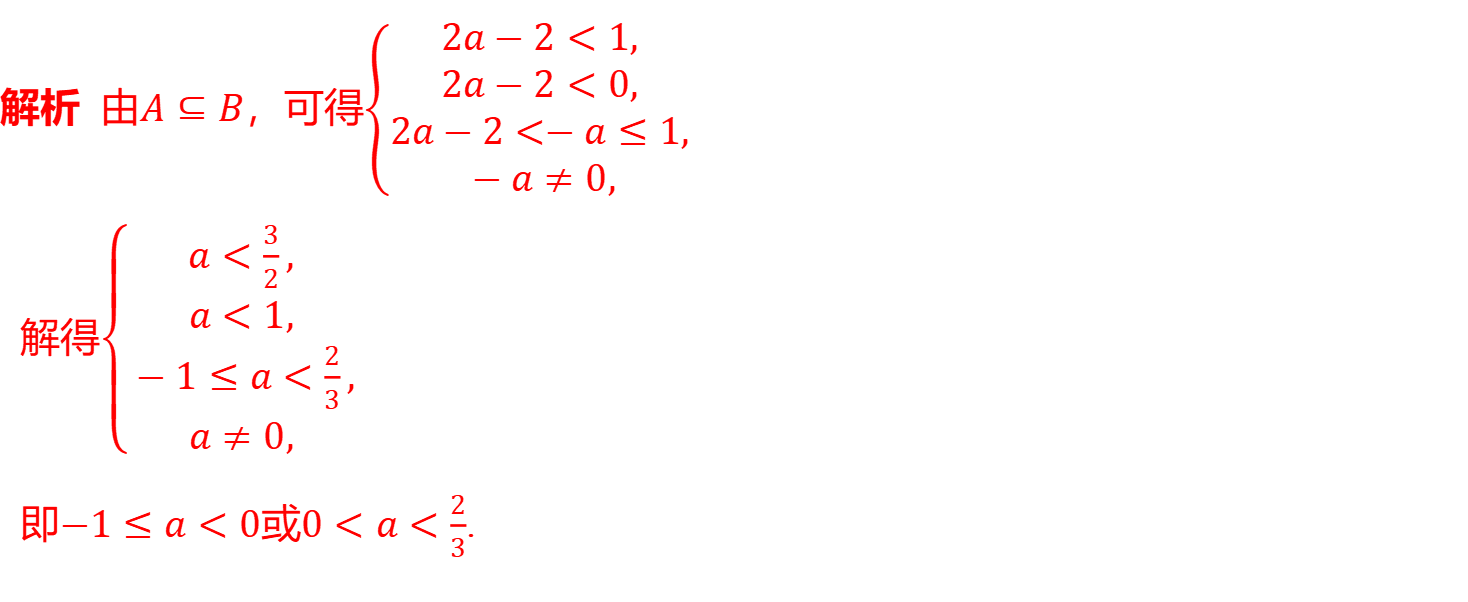 解析 由A ⊆ B，可得{
2a − 2 < 1,
2a − 2 < 0,
2a − 2 <− a ≤ 1,
− a ≠ 0,
解得{
a < 3/2,
a < 1,
− 1 ≤ a < 2/3,
a ≠ 0,
即−1 ≤ a < 0或0 < a < 2/3.